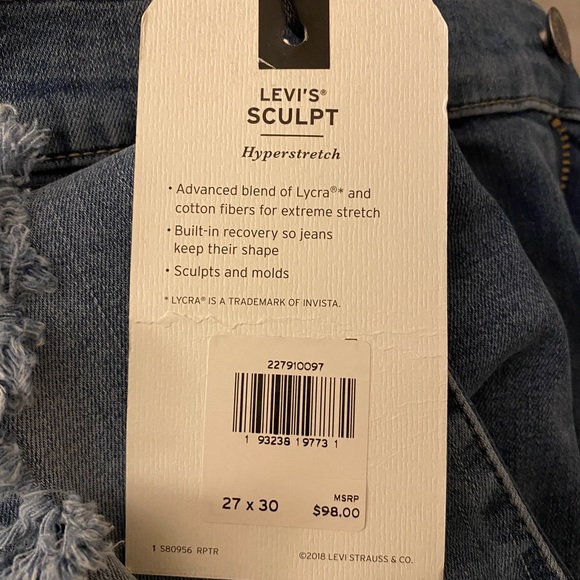 LEVI'S®
SCULPT
Hyperstretch
• Advanced blend of Lycra®* and
cotton fibers for extreme stretch
• Built-in recovery so jeans
keep their shape
• Sculpts and molds
* LYCRA® IS A TRADEMARK OF INVISTA.
227910097
1 93238 19773 1
27 x 30
MSRP
$98.00
1 S80956 RPTR
©2018 LEVI STRAUSS & CO.